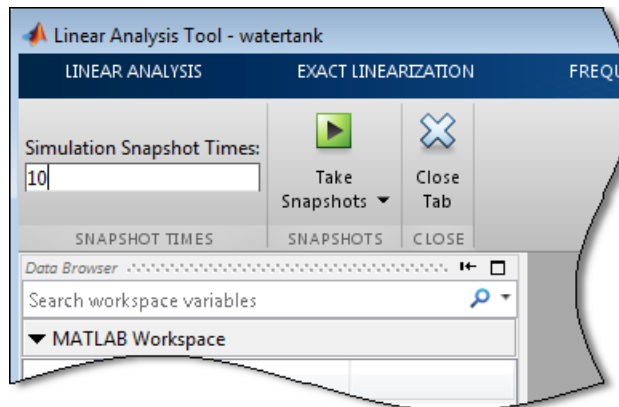 Linear Analysis Tool - watertank
LINEAR ANALYSIS EXACT LINEARIZATION
Simulation Snapshot Times:
10
Take Snapshots
Close Tab
SNAPSHOT TIMES SNAPSHOTS CLOSE
Data Browser
Search workspace variables
MATLAB Workspace